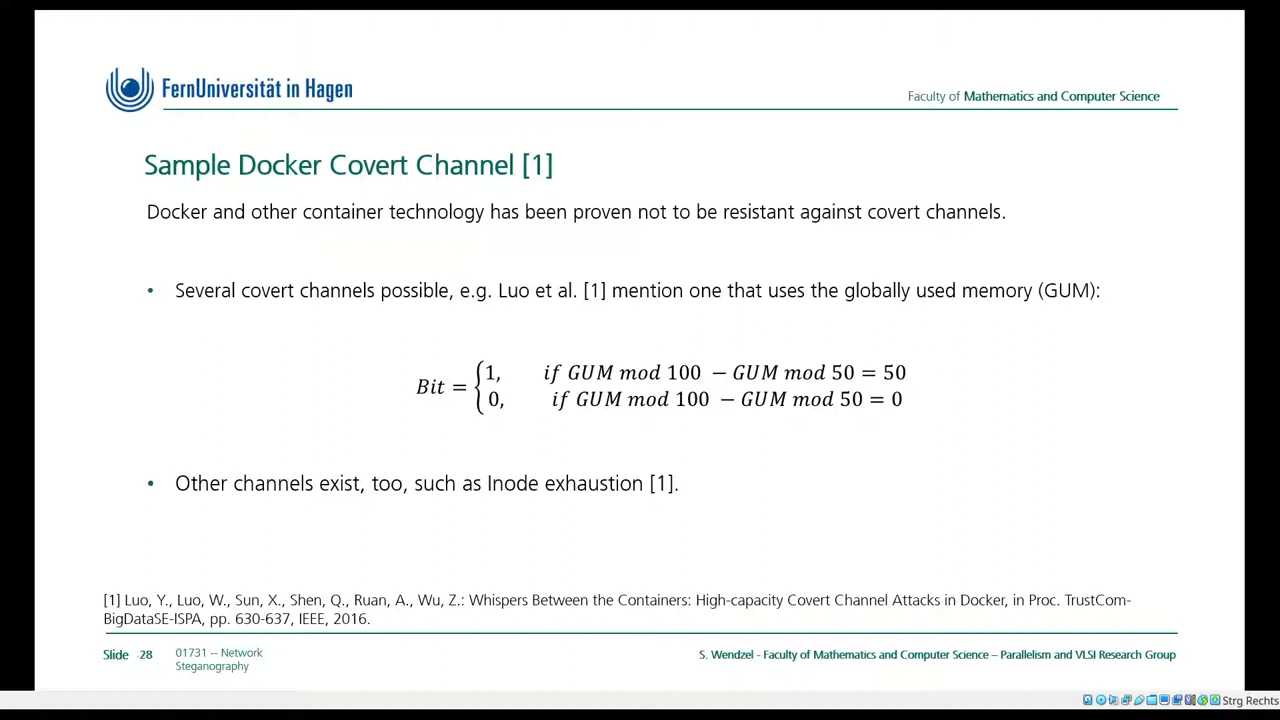 FernUniversität in Hagen
Faculty of Mathematics and Computer Science
Sample Docker Covert Channel [1]
Docker and other container technology has been proven not to be resistant against covert channels.
• Several covert channels possible, e.g. Luo et al. [1] mention one that uses the globally used memory (GUM):
Bit = { 1, if GUM mod 100 − GUM mod 50 = 50
0, if GUM mod 100 − GUM mod 50 = 0
• Other channels exist, too, such as Inode exhaustion [1].
[1] Luo, Y., Luo, W., Sun, X., Shen, Q., Ruan, A., Wu, Z.: Whispers Between the Containers: High-capacity Covert Channel Attacks in Docker, in Proc. TrustCom-
BigDataSE-ISPA, pp. 630-637, IEEE, 2016.
Slide 28
01731 -- Network
Steganography
S. Wendzel - Faculty of Mathematics and Computer Science – Parallelism and VLSI Research Group
Strg Rechts